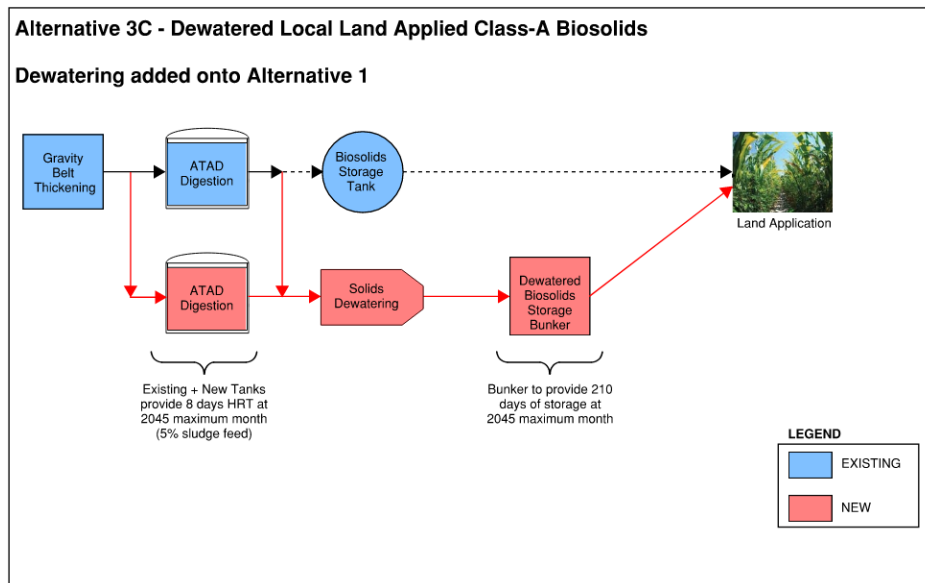 Alternative 3C - Dewatered Local Land Applied Class-A Biosolids
Dewatering added onto Alternative 1
Gravity
Belt
Thickening
ATAD
Digestion
Biosolids
Storage
Tank
Land Application
ATAD
Digestion
Solids
Dewatering
Dewatered
Biosolids
Storage
Bunker
Existing + New Tanks
provide 8 days HRT at
2045 maximum month
(5% sludge feed)
Bunker to provide 210
days of storage at
2045 maximum month
LEGEND
EXISTING
NEW